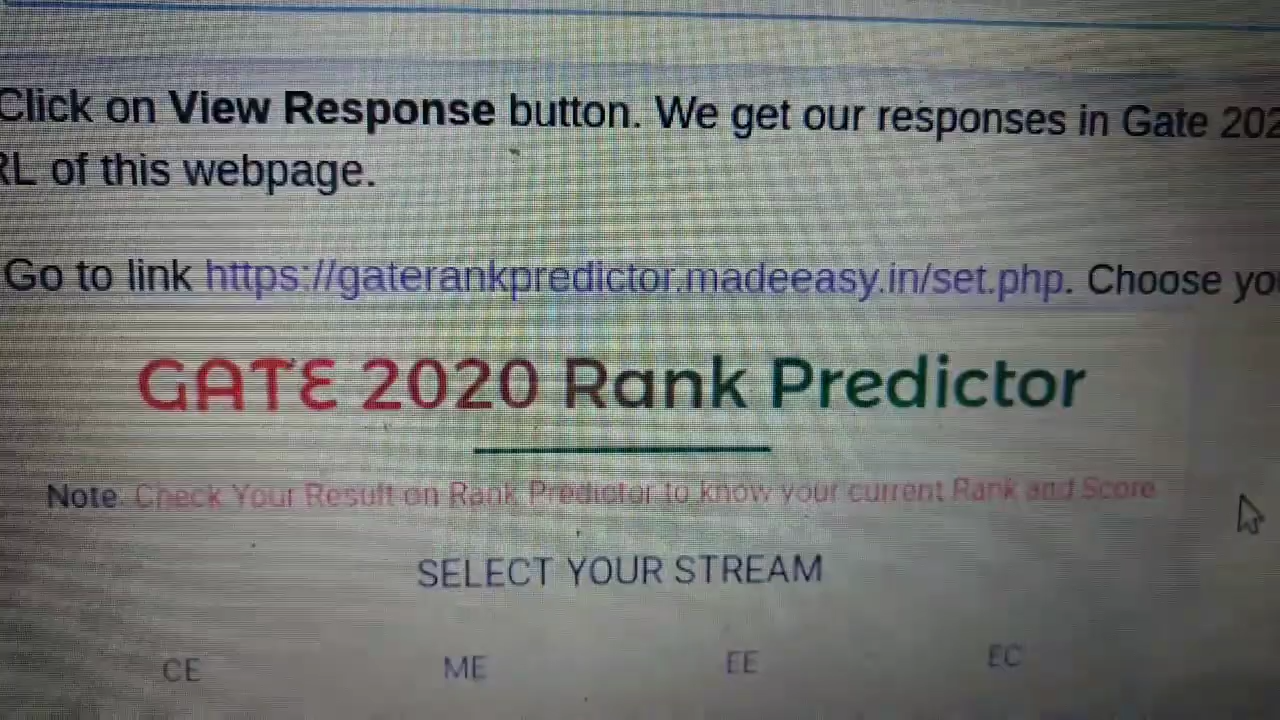 Click on View Response button. We get our responses in Gate 202
RL of this webpage.
Go to link https://gaterankpredictor.madeeasy.in/set.php. Choose yo
GATE 2020 Rank Predictor
Note. Check Your Result on Rank Predictor to know your current Rank and Score
SELECT YOUR STREAM
CE ME EE EC